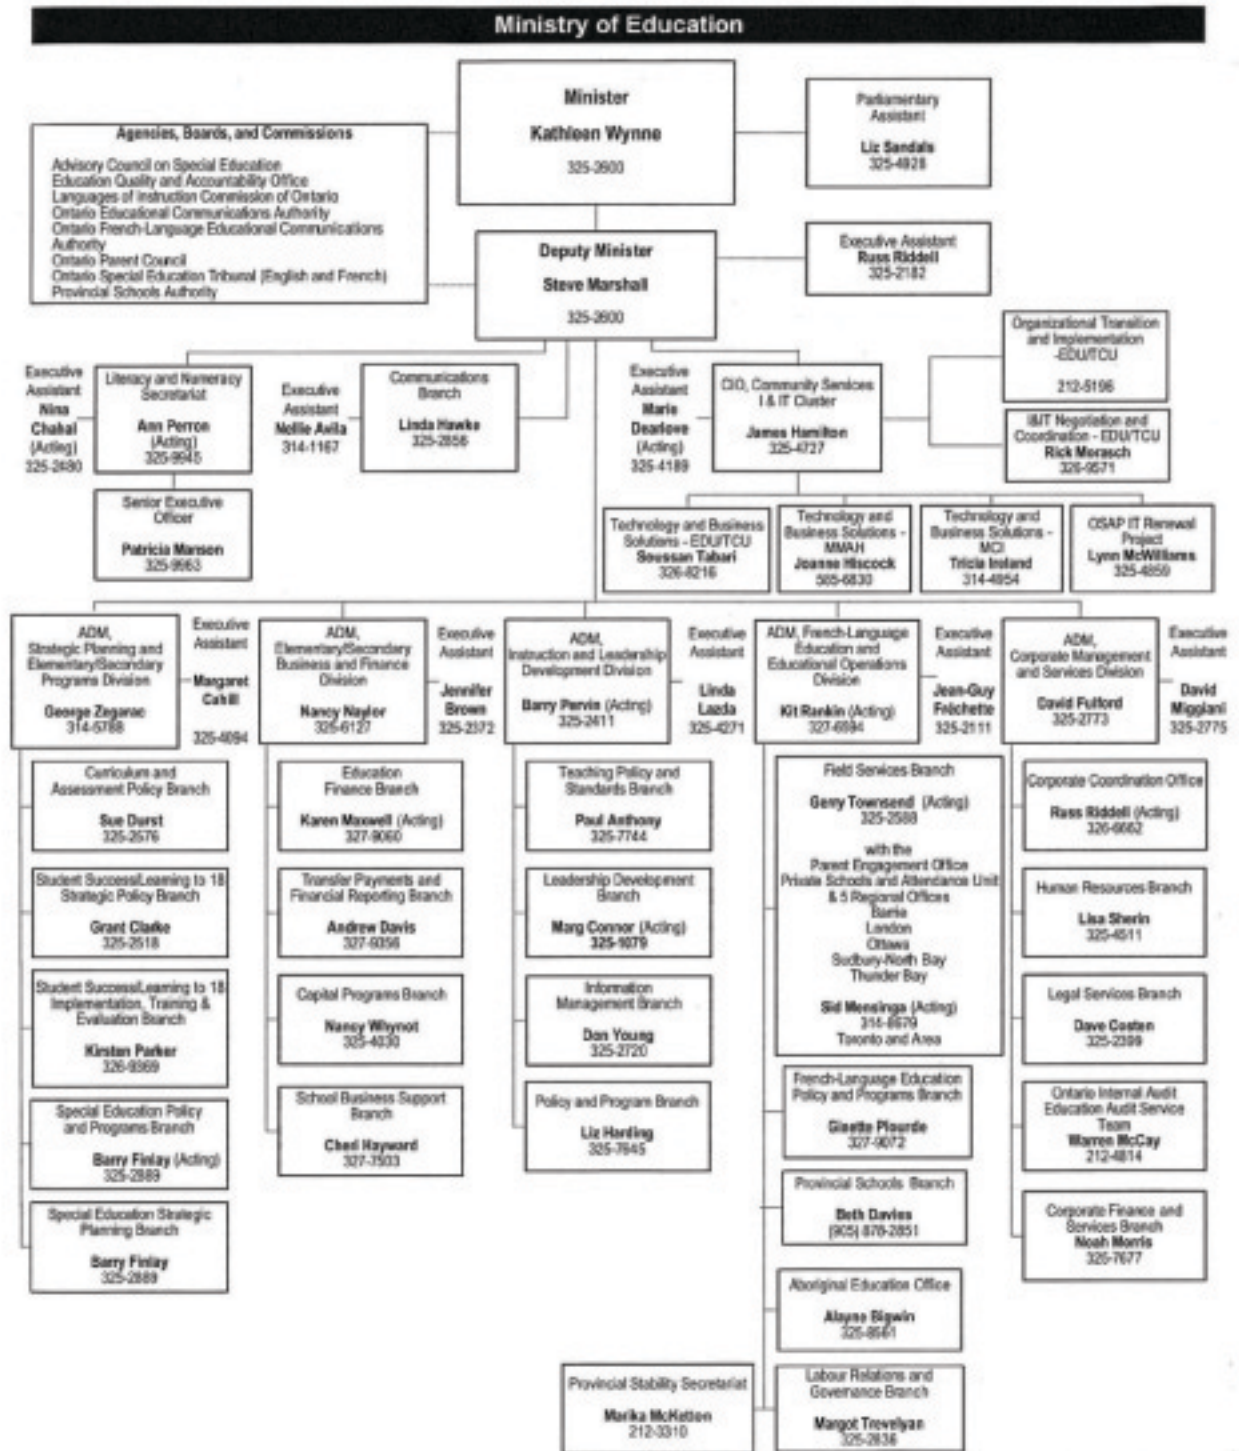 Ministry of Education
Minister
Kathleen Wynne
325-2600
Parliamentary
Assistant
Liz Sandals
325-4928
Agencies, Boards, and Commissions
Advisory Council on Special Education
Education Quality and Accountability Office
Languages of Instruction Commission of Ontario
Ontario Educational Communications Authority
Ontario French-Language Educational Communications
Authority
Ontario Parent Council
Ontario Special Education Tribunal (English and French)
Provincial Schools Authority
Deputy Minister
Steve Marshall
325-2600
Executive Assistant
Russ Riddell
325-2182
Executive
Assistant
Nina
Chahal
(Acting)
325-2480
Literacy and Numeracy
Secretariat
Ann Perron
(Acting)
325-9945
Senior Executive
Officer
Patricia Manson
325-9963
Executive
Assistant
Nellie Avila
314-1167
Communications
Branch
Linda Hawke
325-2856
Executive
Assistant
Marie
Dearlove
(Acting)
325-4189
CIO, Community Services
I & IT Cluster
James Hamilton
325-4727
Organizational Transition
and Implementation
-EDU/TCU
212-5196
I&IT Negotiation and
Coordination - EDU/TCU
Rick Morasch
326-9571
Technology and Business
Solutions - EDU/TCU
Soussan Tabari
326-8216
Technology and
Business Solutions -
MMAH
Joanne Hiscock
585-6830
Technology and
Business Solutions -
MCI
Tricia Ireland
314-4954
OSAP IT Renewal
Project
Lynn McWilliams
325-4859
ADM,
Strategic Planning and
Elementary/Secondary
Programs Division
George Zegarac
314-5788
Executive
Assistant
Margaret
Cahill
325-4094
Curriculum and
Assessment Policy Branch
Sue Durst
325-2576
Student Success/Learning to 18
Strategic Policy Branch
Grant Clarke
325-2518
Student Success/Learning to 18
Implementation, Training &
Evaluation Branch
Kirsten Parker
326-9369
Special Education Policy
and Programs Branch
Barry Finlay (Acting)
325-2889
Special Education Strategic
Planning Branch
Barry Finlay
325-2889
ADM,
Elementary/Secondary
Business and Finance
Division
Nancy Naylor
325-6127
Executive
Assistant
Jennifer
Brown
325-2372
Education
Finance Branch
Karen Maxwell (Acting)
327-9060
Transfer Payments and
Financial Reporting Branch
Andrew Davis
327-9356
Capital Programs Branch
Nancy Whynot
325-4030
School Business Support
Branch
Cheri Hayward
327-7503
ADM,
Instruction and Leadership
Development Division
Barry Pervin (Acting)
325-2411
Executive
Assistant
Linda
Lazda
325-4271
Teaching Policy and
Standards Branch
Paul Anthony
325-7744
Leadership Development
Branch
Marg Connor (Acting)
325-1079
Information
Management Branch
Don Young
325-2720
Policy and Program Branch
Liz Harding
325-7645
ADM, French-Language
Education and
Educational Operations
Division
Kit Rankin (Acting)
Executive
Assistant
Jean-Guy
Fréchette
325-2111
Field Services Branch
Gerry Townsend (Acting)
325-2588
with the
Parent Engagement Office
Private Schools and Attendance Unit
& 5 Regional Offices
Barrie
London
Ottawa
Sudbury-North Bay
Thunder Bay
Sid Mensinga (Acting)
314-8679
Toronto and Area
French-Language Education
Policy and Programs Branch
Ginette Plourde
327-9072
Provincial Schools Branch
Beth Davies
(905) 878-2851
Aboriginal Education Office
Alayne Bigwin
325-8561
Provincial Stability Secretariat
Marika McKetton
212-3310
Labour Relations and
Governance Branch
Margot Trevelyan
325-2836
ADM,
Corporate Management
and Services Division
David Fulford
325-2773
Executive
Assistant
David
Miggiani
325-2775
Corporate Coordination Office
Russ Riddell (Acting)
326-6662
Human Resources Branch
Lisa Sherin
325-4511
Legal Services Branch
Dave Costen
325-2399
Ontario Internal Audit
Education Audit Service
Team
Warren McCay
212-4814
Corporate Finance and
Services Branch
Noah Morris
325-7677